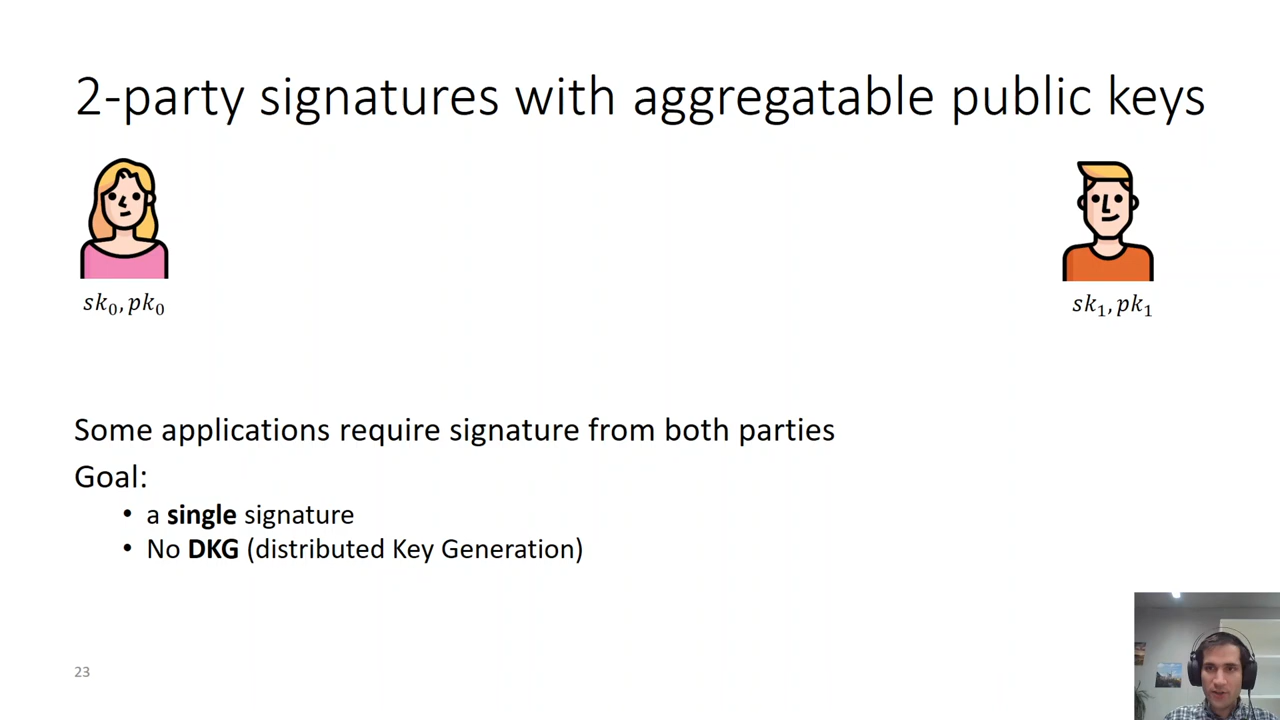 2-party signatures with aggregatable public keys
sk₀, pk₀
sk₁, pk₁
Some applications require signature from both parties
Goal:
• a single signature
• No DKG (distributed Key Generation)
23